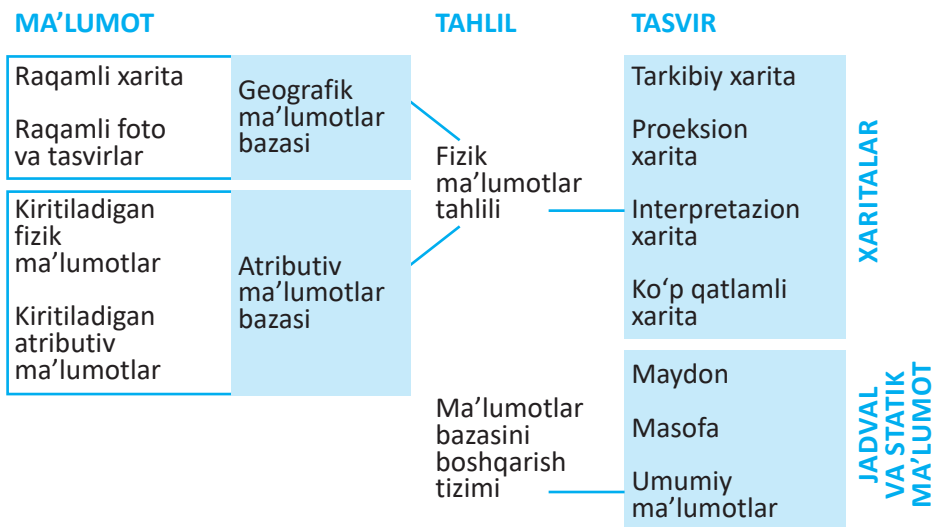 MA’LUMOT
TAHLIL
TASVIR
Raqamli xarita
Raqamli foto
va tasvirlar
Geografik
ma’lumotlar
bazasi
Kiritiladigan
fizik
ma’lumotlar
Kiritiladigan
atributiv
ma’lumotlar
Atributiv
ma’lumotlar
bazasi
Fizik
ma’lumotlar
tahlili
Ma’lumotlar
bazasini
boshqarish
tizimi
Tarkibiy xarita
Proeksion
xarita
Interpretazion
xarita
Ko‘p qatlamli
xarita
XARITALAR
Maydon
Masofa
Umumiy
ma’lumotlar
JADVAL
VA STATIK
MA’LUMOT